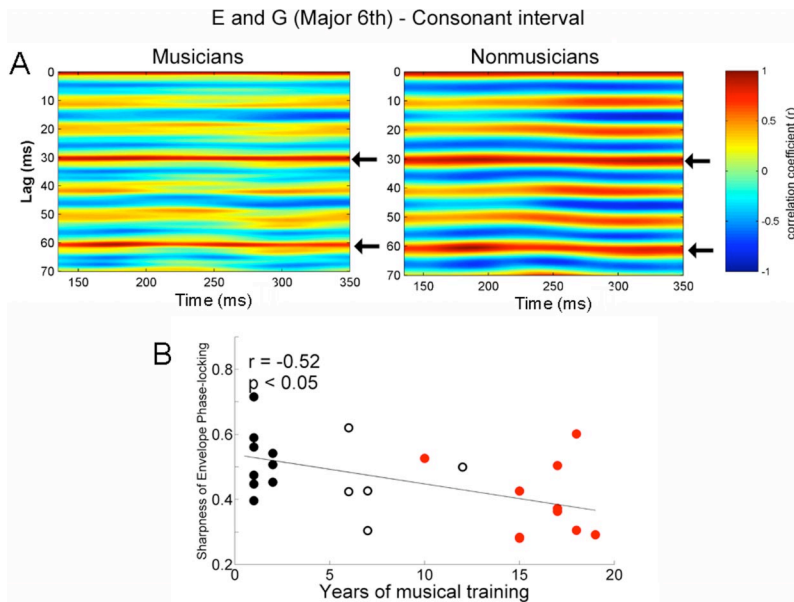 E and G (Major 6th) - Consonant interval
A
Musicians
Nonmusicians
0
10
20
30
40
50
60
70
Lag (ms)
150 200 250 300 350
Time (ms)
0
10
20
30
40
50
60
70
150 200 250 300 350
Time (ms)
1
0.5
0
-0.5
-1
correlation coefficient (r)
B
r = -0.52
p < 0.05
0.8
0.6
0.4
0.2
Sharpness of Envelope Phase-locking
0 5 10 15 20
Years of musical training